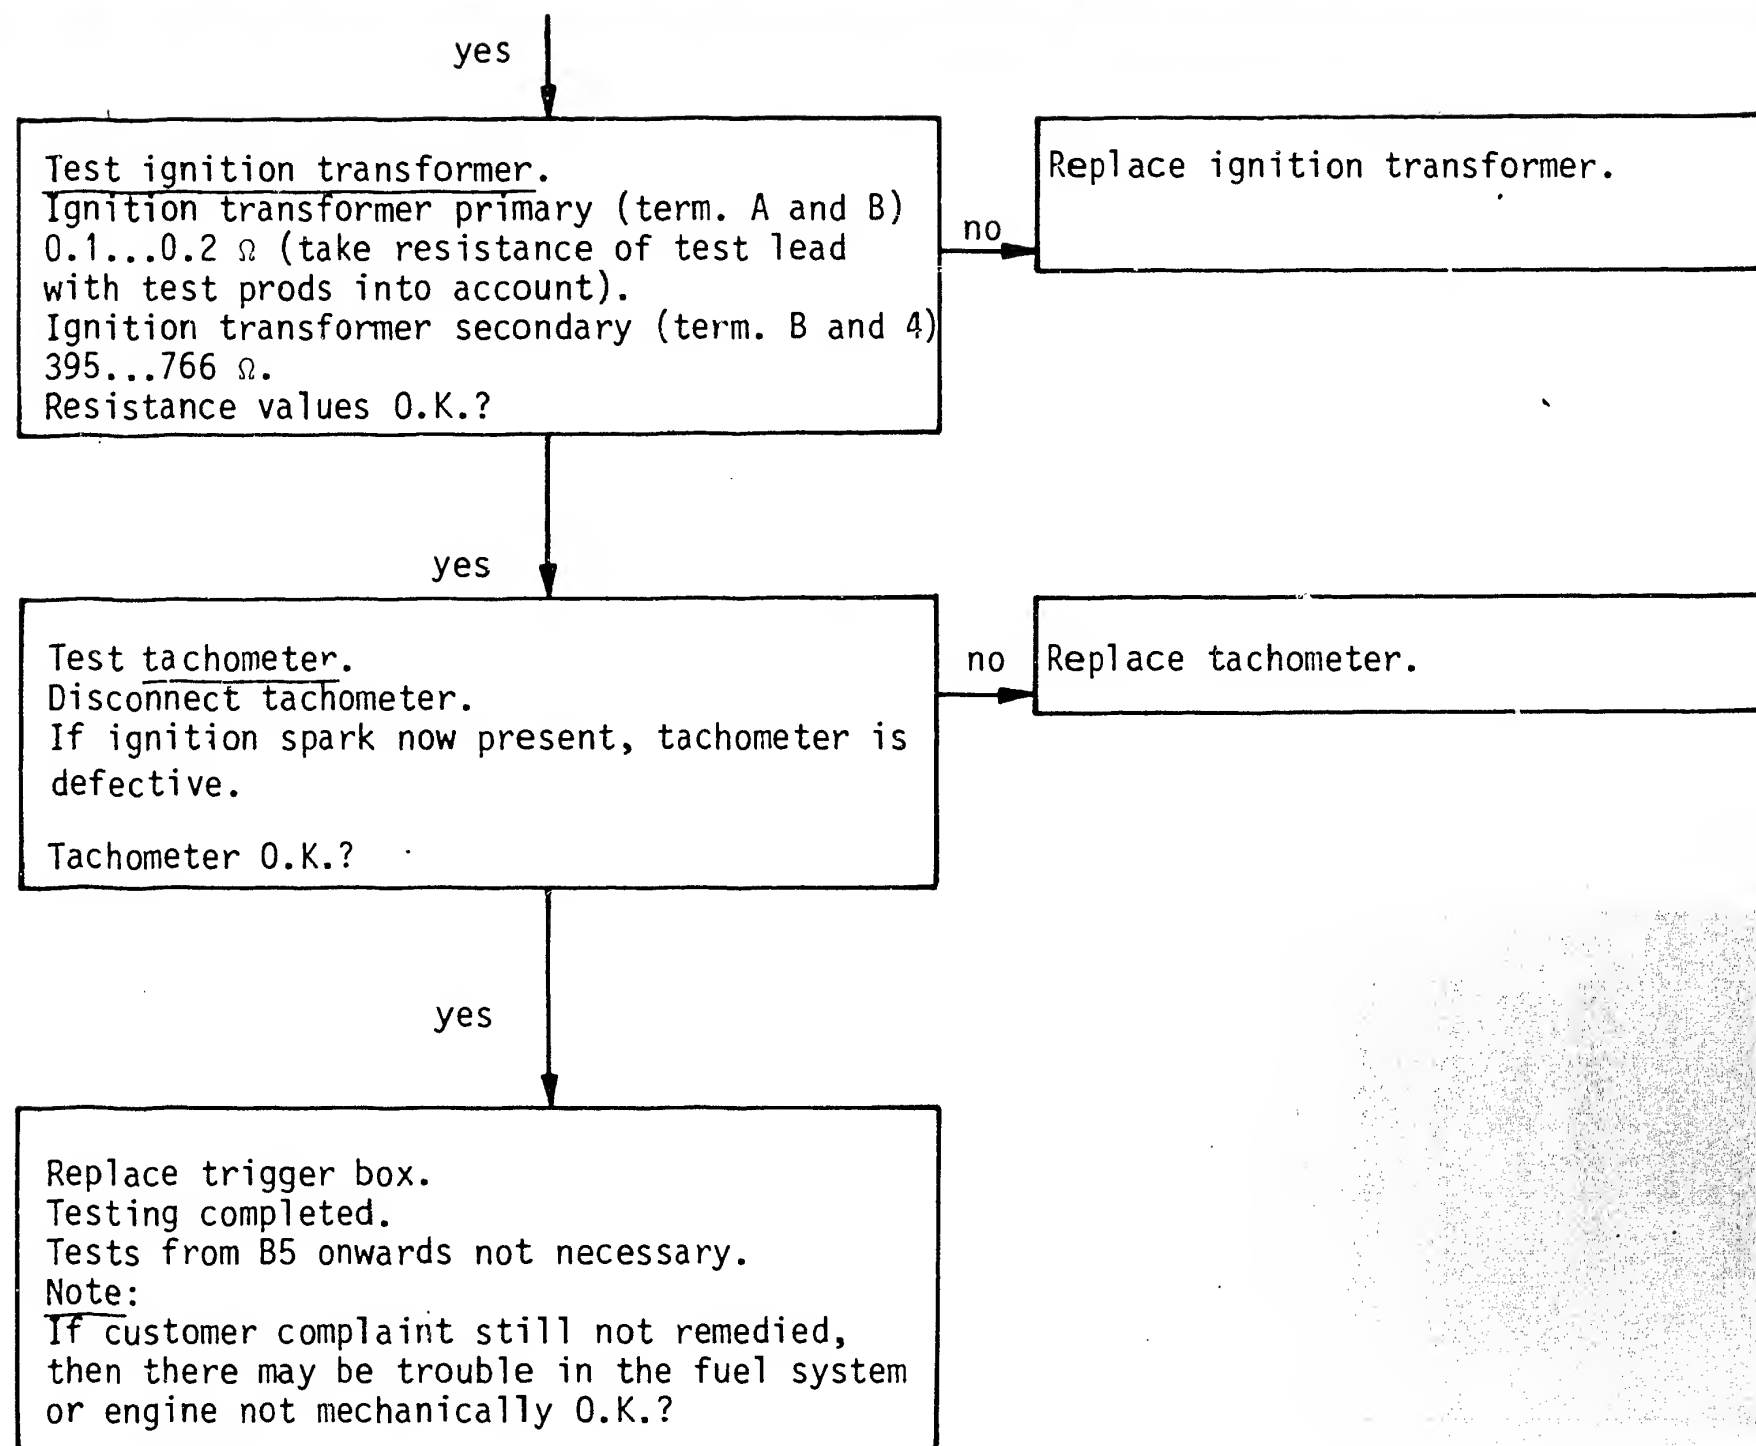 yes
Test ignition transformer.
Ignition transformer primary (term. A and B)
0.1...0.2 Ω (take resistance of test lead
with test prods into account).
Ignition transformer secondary (term. B and 4)
395...766 Ω.
Resistance values O.K.?
no
Replace ignition transformer.
yes
Test tachometer.
Disconnect tachometer.
If ignition spark now present, tachometer is
defective.
Tachometer O.K.?
no
Replace tachometer.
yes
Replace trigger box.
Testing completed.
Tests from B5 onwards not necessary.
Note:
If customer complaint still not remedied,
then there may be trouble in the fuel system
or engine not mechanically O.K.?